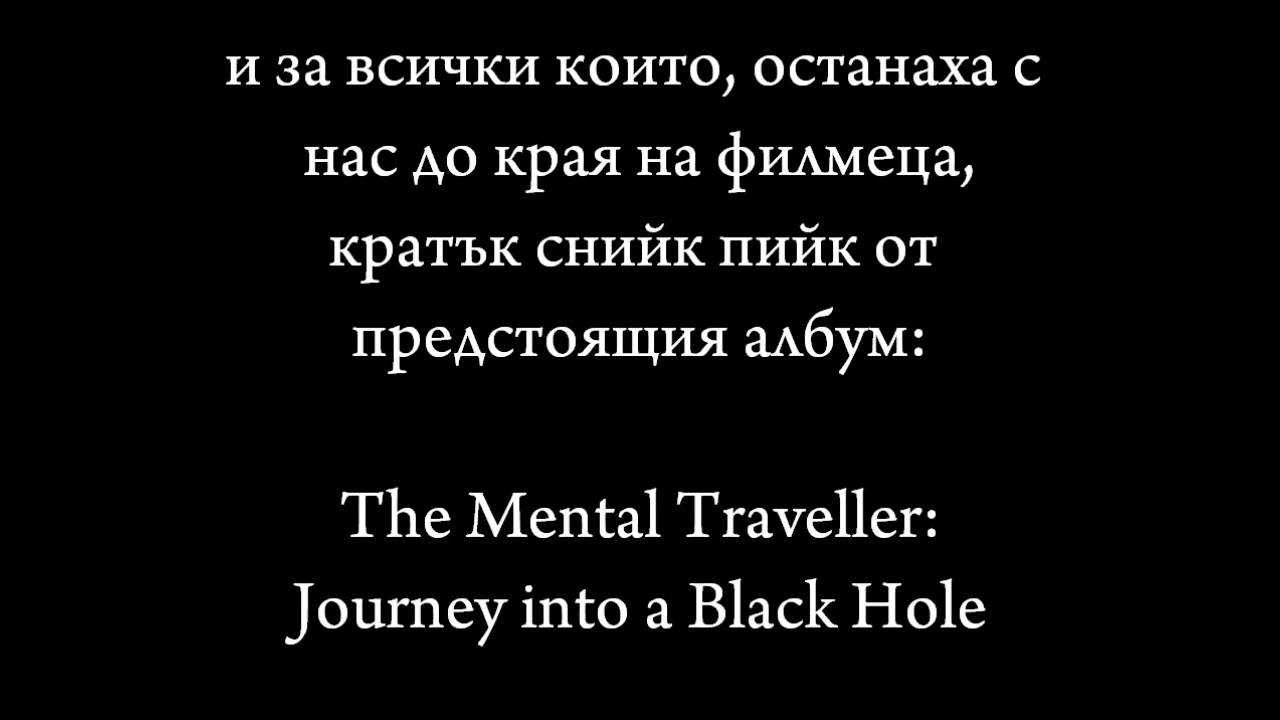 и за всички които, останаха с
нас до края на филмеца,
кратък снийк пийк от
предстоящия албум:
The Mental Traveller:
Journey into a Black Hole